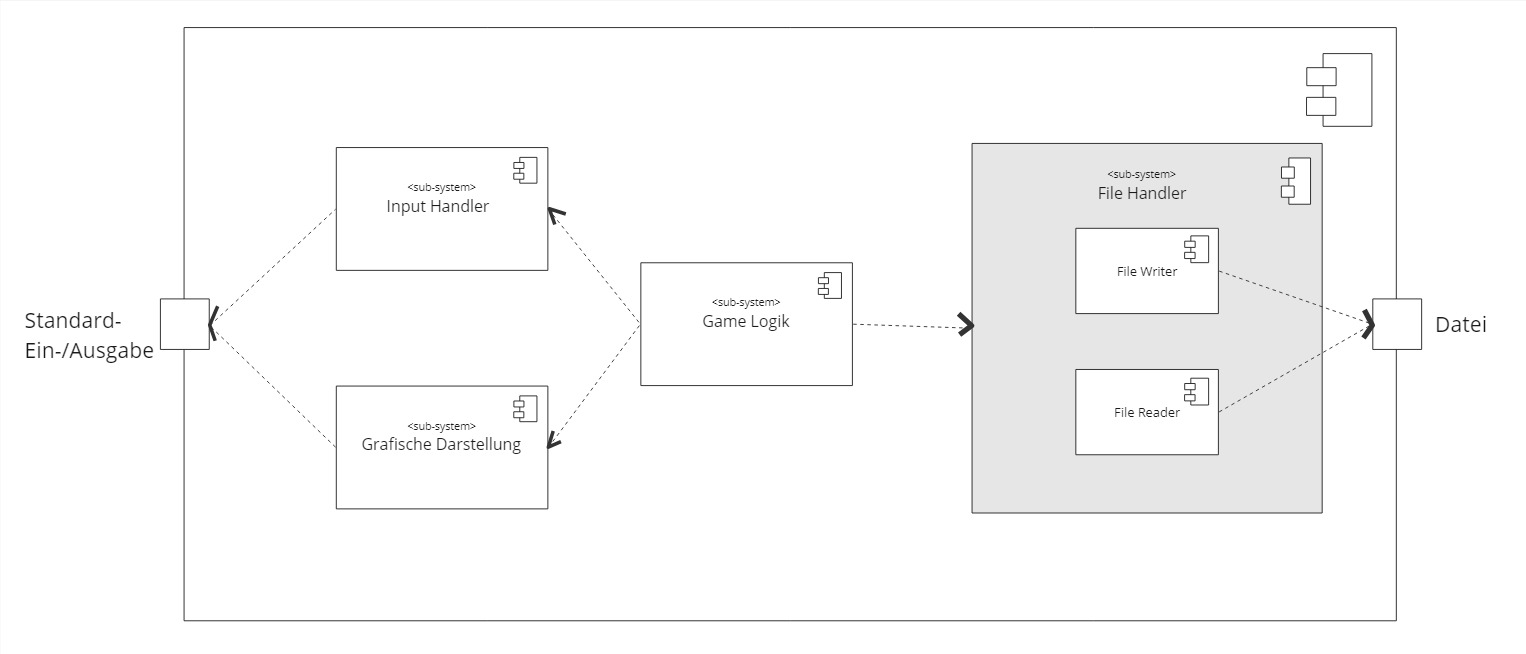 Standard-
Ein-/Ausgabe
<sub-system>
Input Handler
<sub-system>
Grafische Darstellung
<sub-system>
Game Logik
<sub-system>
File Handler
File Writer
File Reader
Datei